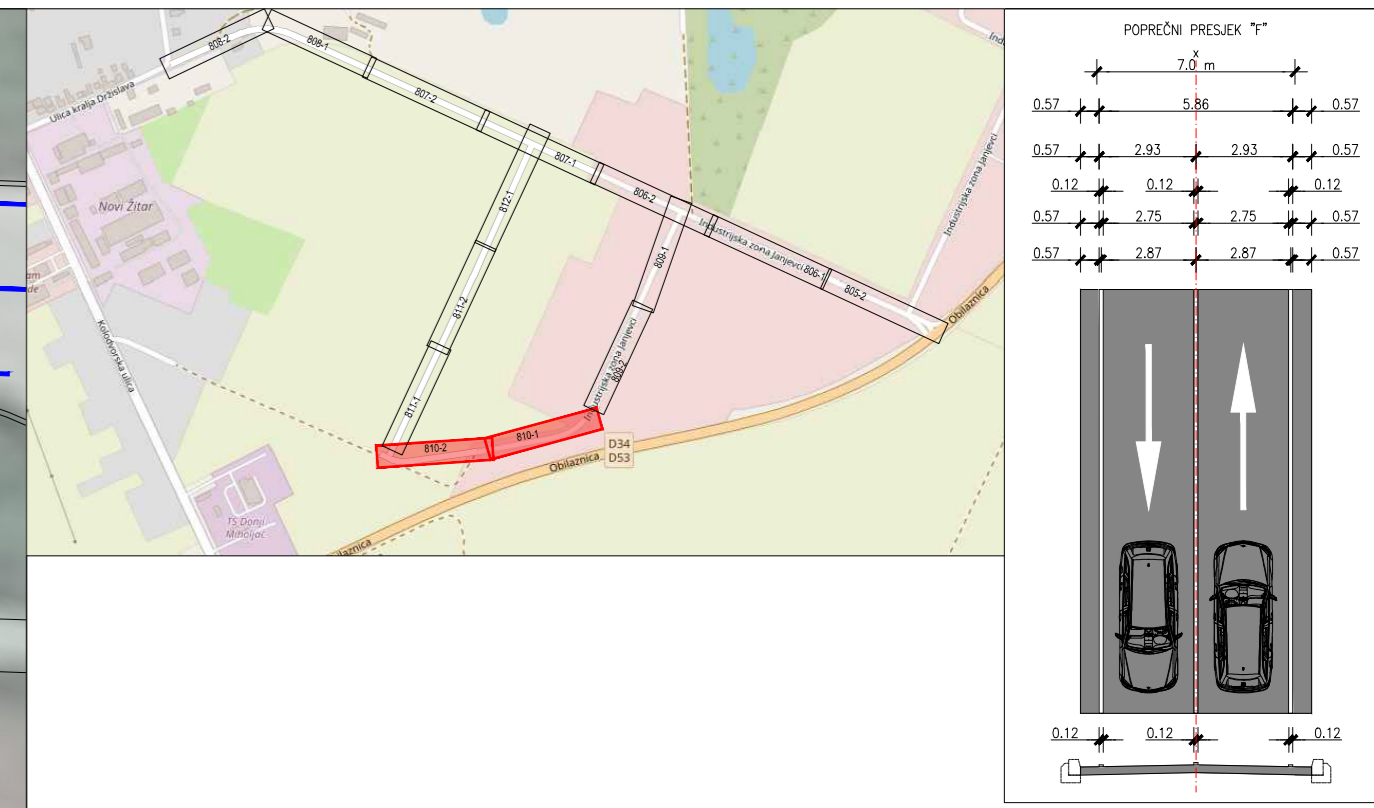 808-2
808-1
807-2
807-1
806-2
Industrijska zona Janjevci
806-1
805-2
812-1
811-2
811-1
809-1
Industrijska zona Janjevci
809-2
810-2
810-1
Ulica kralja Držislava
Novi Žitar
Kolodvorska ulica
TS Donji
Miholjac
Industrijska zona Janjevci
Ind
Obilaznica
D34
D53
Obilaznica
Obilaznica
am
de
POPREČNI PRESJEK "F"
x
7.0 m
0.57 5.86 0.57
0.57 2.93 2.93 0.57
0.12 0.12 0.12
0.57 2.75 2.75 0.57
0.57 2.87 2.87 0.57
0.12 0.12 0.12